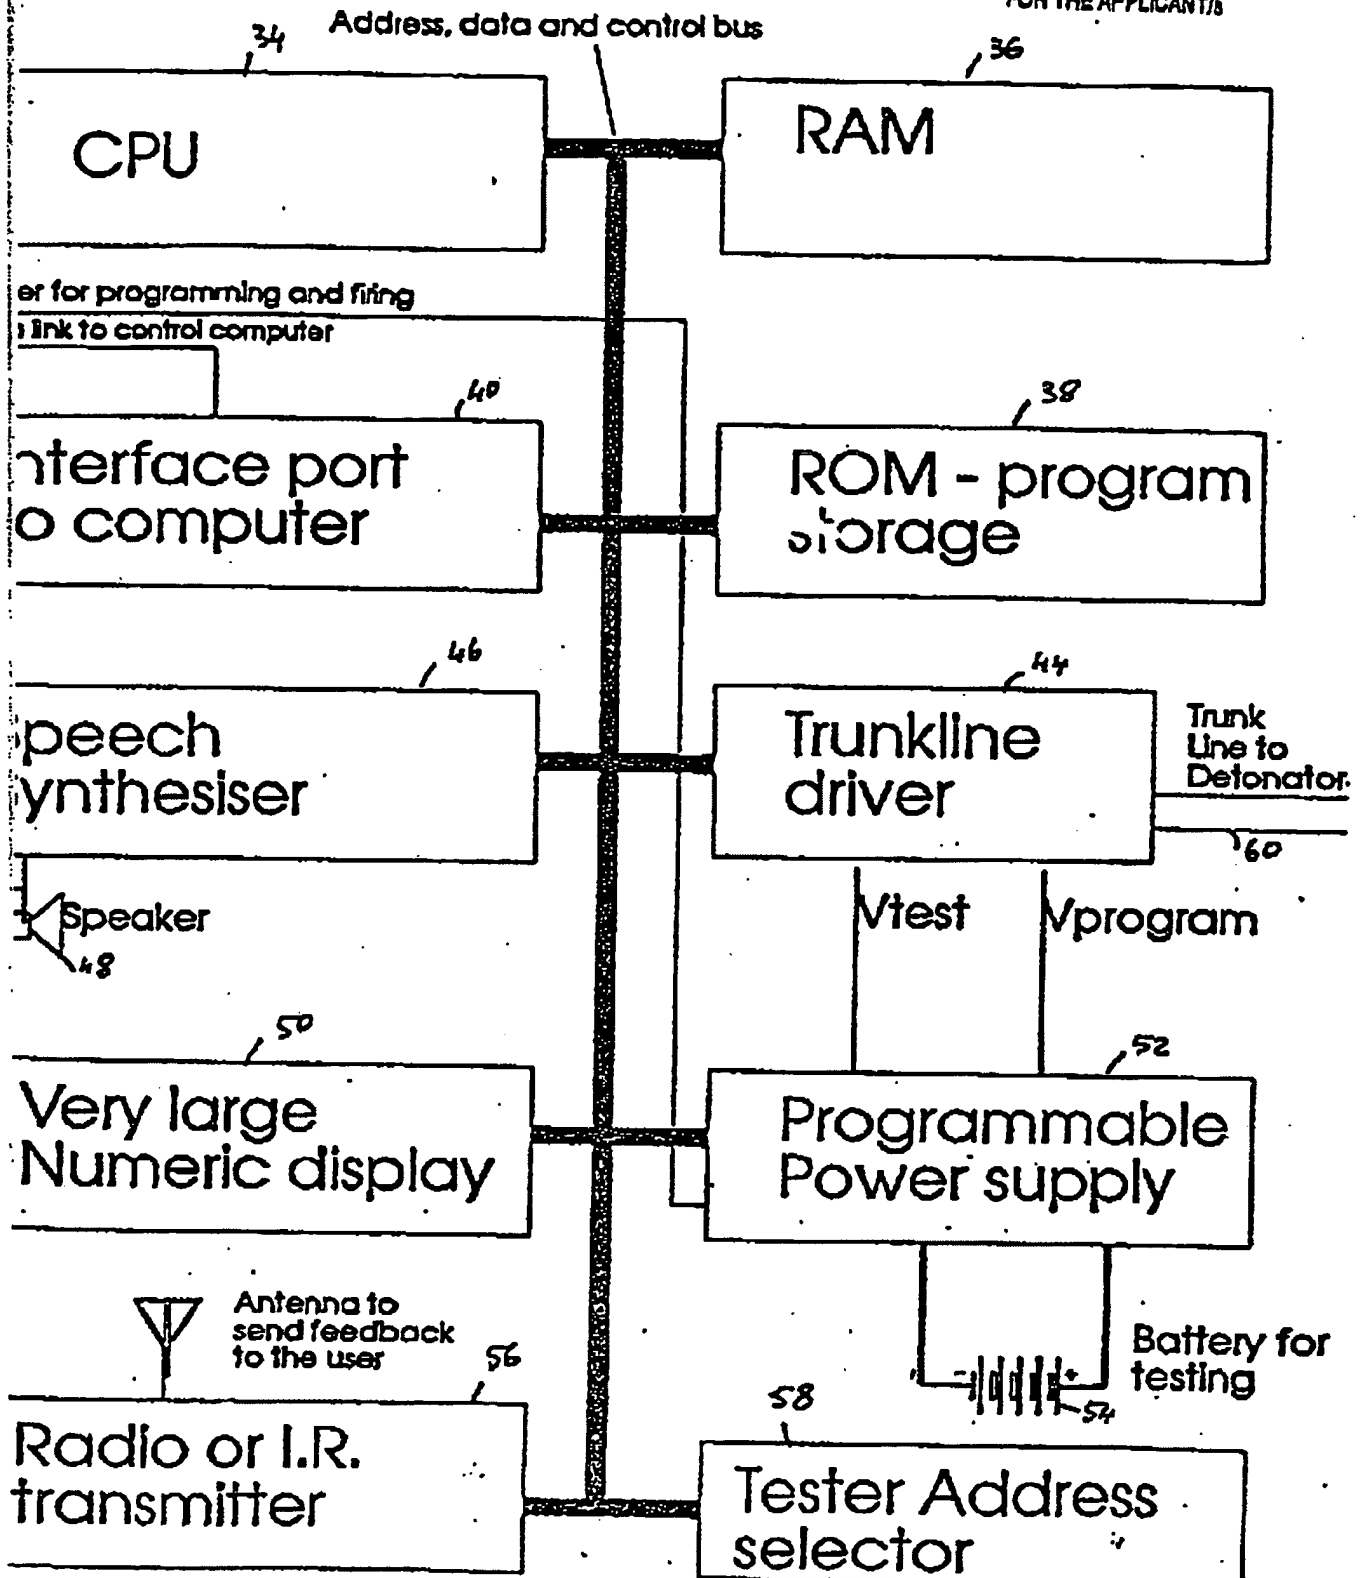 FOR THE APPLICANT/S
Address, data and control bus
34
36
CPU
RAM
er for programming and firing
link to control computer
40
38
nterface port
o computer
ROM - program
storage
46
44
peech
ynthesiser
Trunkline
driver
Trunk
Line to
Detonator
60
Speaker
48
Vtest
Vprogram
50
52
Very large
Numeric display
Programmable
Power supply
Antenna to
send feedback
to the user
56
- +
54
Battery for
testing
58
Radio or I.R.
transmitter
Tester Address
selector